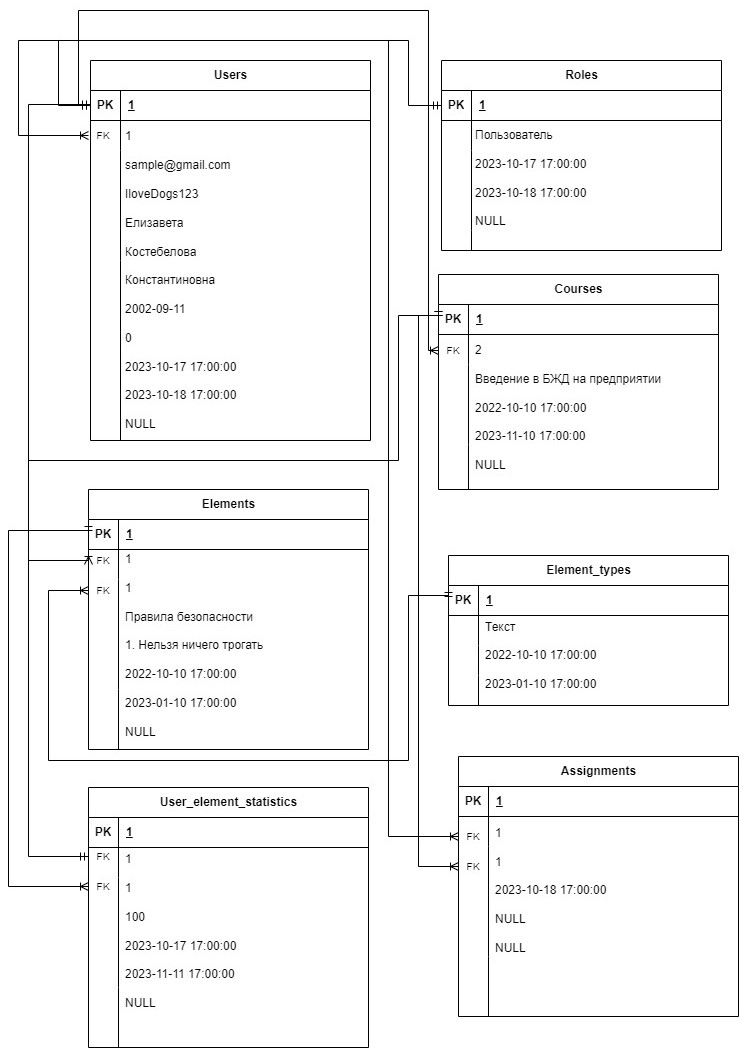 Users
PK 1
FK 1
sample@gmail.com
IloveDogs123
Елизавета
Костебелова
Константиновна
2002-09-11
0
2023-10-17 17:00:00
2023-10-18 17:00:00
NULL
Roles
PK 1
Пользователь
2023-10-17 17:00:00
2023-10-18 17:00:00
NULL
Courses
PK 1
FK 2
Введение в БЖД на предприятии
2022-10-10 17:00:00
2023-11-10 17:00:00
NULL
Elements
PK 1
FK 1
FK 1
Правила безопасности
1. Нельзя ничего трогать
2022-10-10 17:00:00
2023-01-10 17:00:00
NULL
Element_types
PK 1
Текст
2022-10-10 17:00:00
2023-01-10 17:00:00
User_element_statistics
PK 1
FK 1
FK 1
100
2023-10-17 17:00:00
2023-11-11 17:00:00
NULL
Assignments
PK 1
FK 1
FK 1
2023-10-18 17:00:00
NULL
NULL